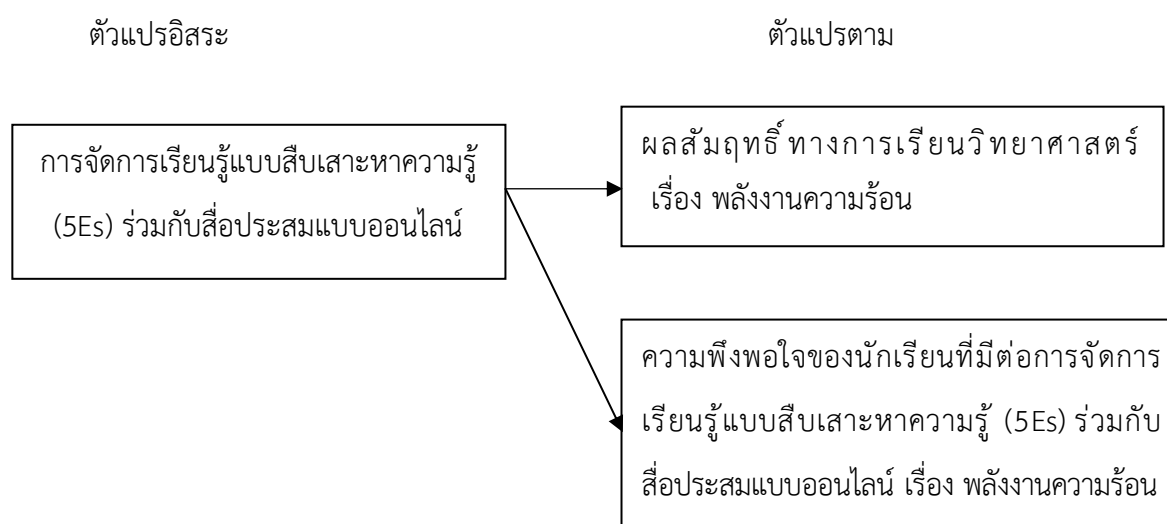 ตัวแปรอิสระ
ตัวแปรตาม
การจัดการเรียนรู้แบบสืบเสาะหาความรู้
(5Es) ร่วมกับสื่อประสมแบบออนไลน์
ผลสัมฤทธิ์ทางการเรียนวิทยาศาสตร์
เรื่อง พลังงานความร้อน
ความพึงพอใจของนักเรียนที่มีต่อการจัดการ
เรียนรู้แบบสืบเสาะหาความรู้ (5Es) ร่วมกับ
สื่อประสมแบบออนไลน์ เรื่อง พลังงานความร้อน